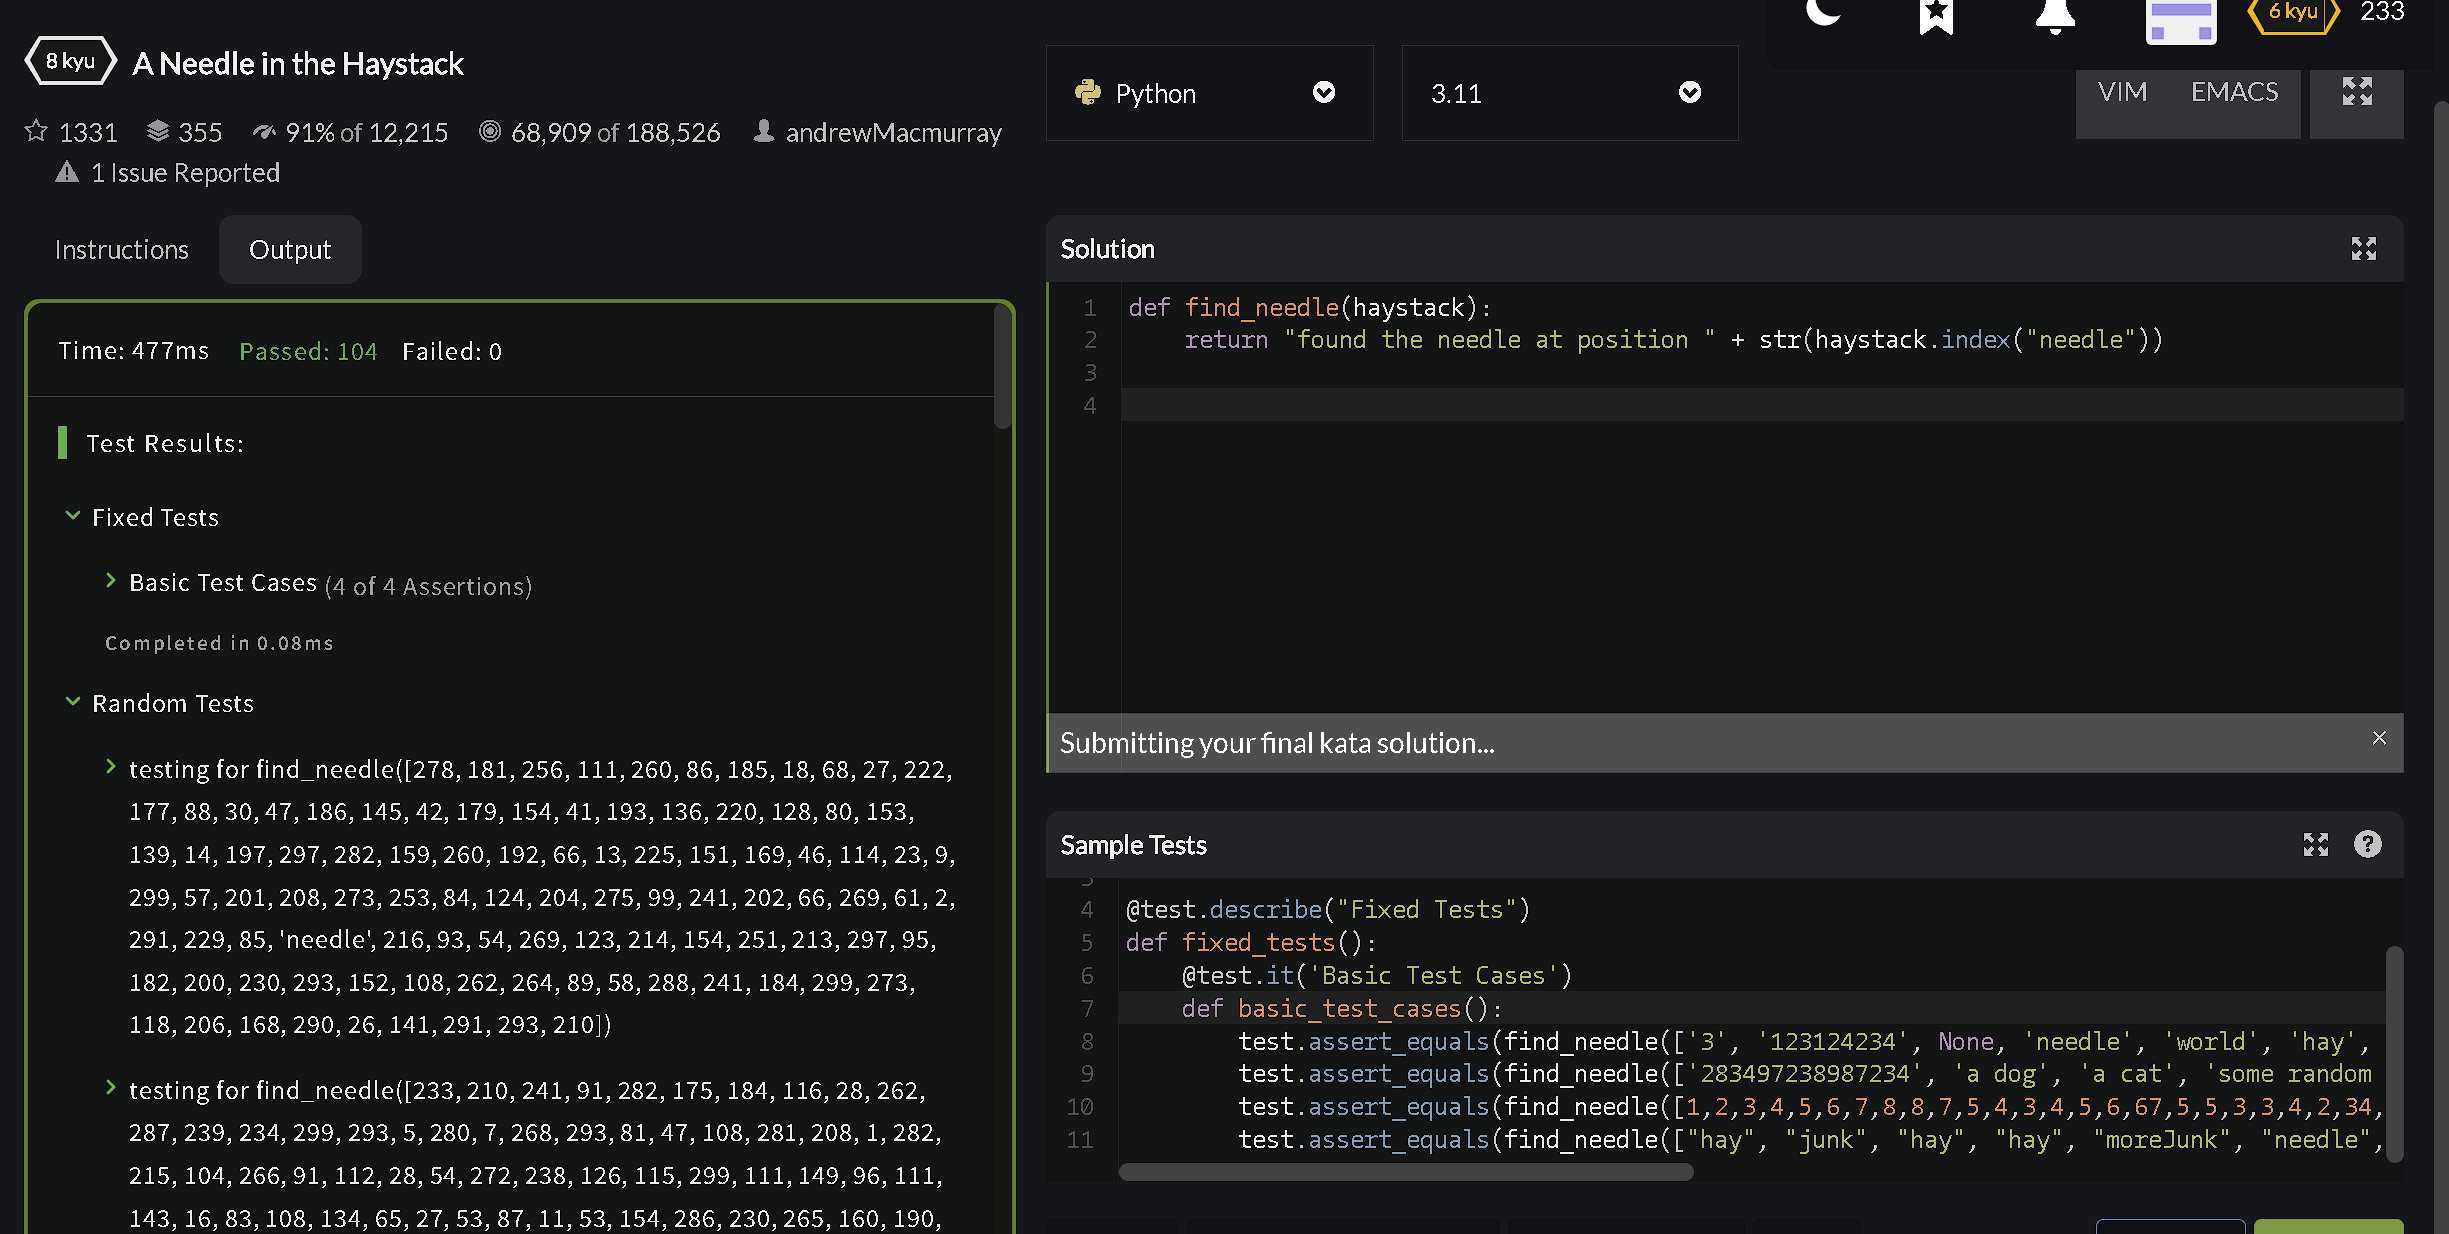 8 kyu A Needle in the Haystack
1331 355 91% of 12,215 68,909 of 188,526 andrewMacmurray
1 Issue Reported
Python 3.11
6 kyu 233
VIM EMACS
Instructions Output
Time: 477ms Passed: 104 Failed: 0
Test Results:
Fixed Tests
Basic Test Cases (4 of 4 Assertions)
Completed in 0.08ms
Random Tests
testing for find_needle([278, 181, 256, 111, 260, 86, 185, 18, 68, 27, 222,
177, 88, 30, 47, 186, 145, 42, 179, 154, 41, 193, 136, 220, 128, 80, 153,
139, 14, 197, 297, 282, 159, 260, 192, 66, 13, 225, 151, 169, 46, 114, 23, 9,
299, 57, 201, 208, 273, 253, 84, 124, 204, 275, 99, 241, 202, 66, 269, 61, 2,
291, 229, 85, 'needle', 216, 93, 54, 269, 123, 214, 154, 251, 213, 297, 95,
182, 200, 230, 293, 152, 108, 262, 264, 89, 58, 288, 241, 184, 299, 273,
118, 206, 168, 290, 26, 141, 291, 293, 210])
testing for find_needle([233, 210, 241, 91, 282, 175, 184, 116, 28, 262,
287, 239, 234, 299, 293, 5, 280, 7, 268, 293, 81, 47, 108, 281, 208, 1, 282,
215, 104, 266, 91, 112, 28, 54, 272, 238, 126, 115, 299, 111, 149, 96, 111,
143, 16, 83, 108, 134, 65, 27, 53, 87, 11, 53, 154, 286, 230, 265, 160, 190,
Solution
1 def find_needle(haystack):
2 return "found the needle at position " + str(haystack.index("needle"))
3
4
Submitting your final kata solution...
Sample Tests
4 @test.describe("Fixed Tests")
5 def fixed_tests():
6 @test.it('Basic Test Cases')
7 def basic_test_cases():
8 test.assert_equals(find_needle(['3', '123124234', None, 'needle', 'world', 'hay',
9 test.assert_equals(find_needle(['283497238987234', 'a dog', 'a cat', 'some random
10 test.assert_equals(find_needle([1,2,3,4,5,6,7,8,8,7,5,4,3,4,5,6,67,5,5,3,3,4,2,34,
11 test.assert_equals(find_needle(["hay", "junk", "hay", "hay", "moreJunk", "needle",